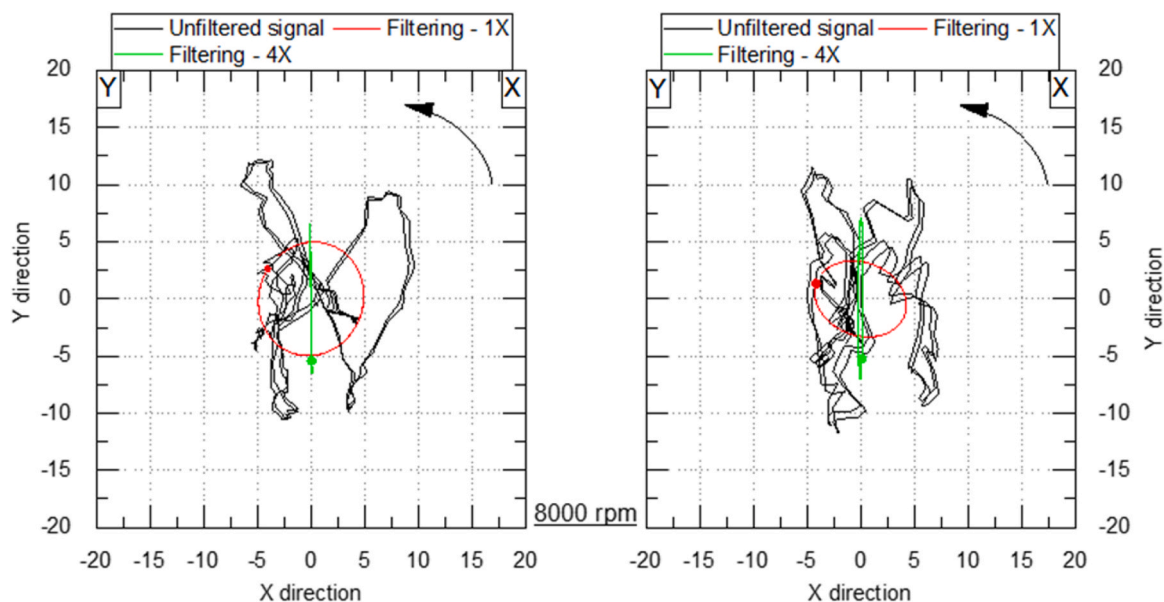 Unfiltered signal Filtering - 1X
Filtering - 4X
Y X
20
15
10
5
0
-5
-10
-15
-20
Y direction
-20 -15 -10 -5 0 5 10 15 20
X direction
8000 rpm
Unfiltered signal Filtering - 1X
Filtering - 4X
Y X
20
15
10
5
0
-5
-10
-15
-20
Y direction
-20 -15 -10 -5 0 5 10 15 20
X direction